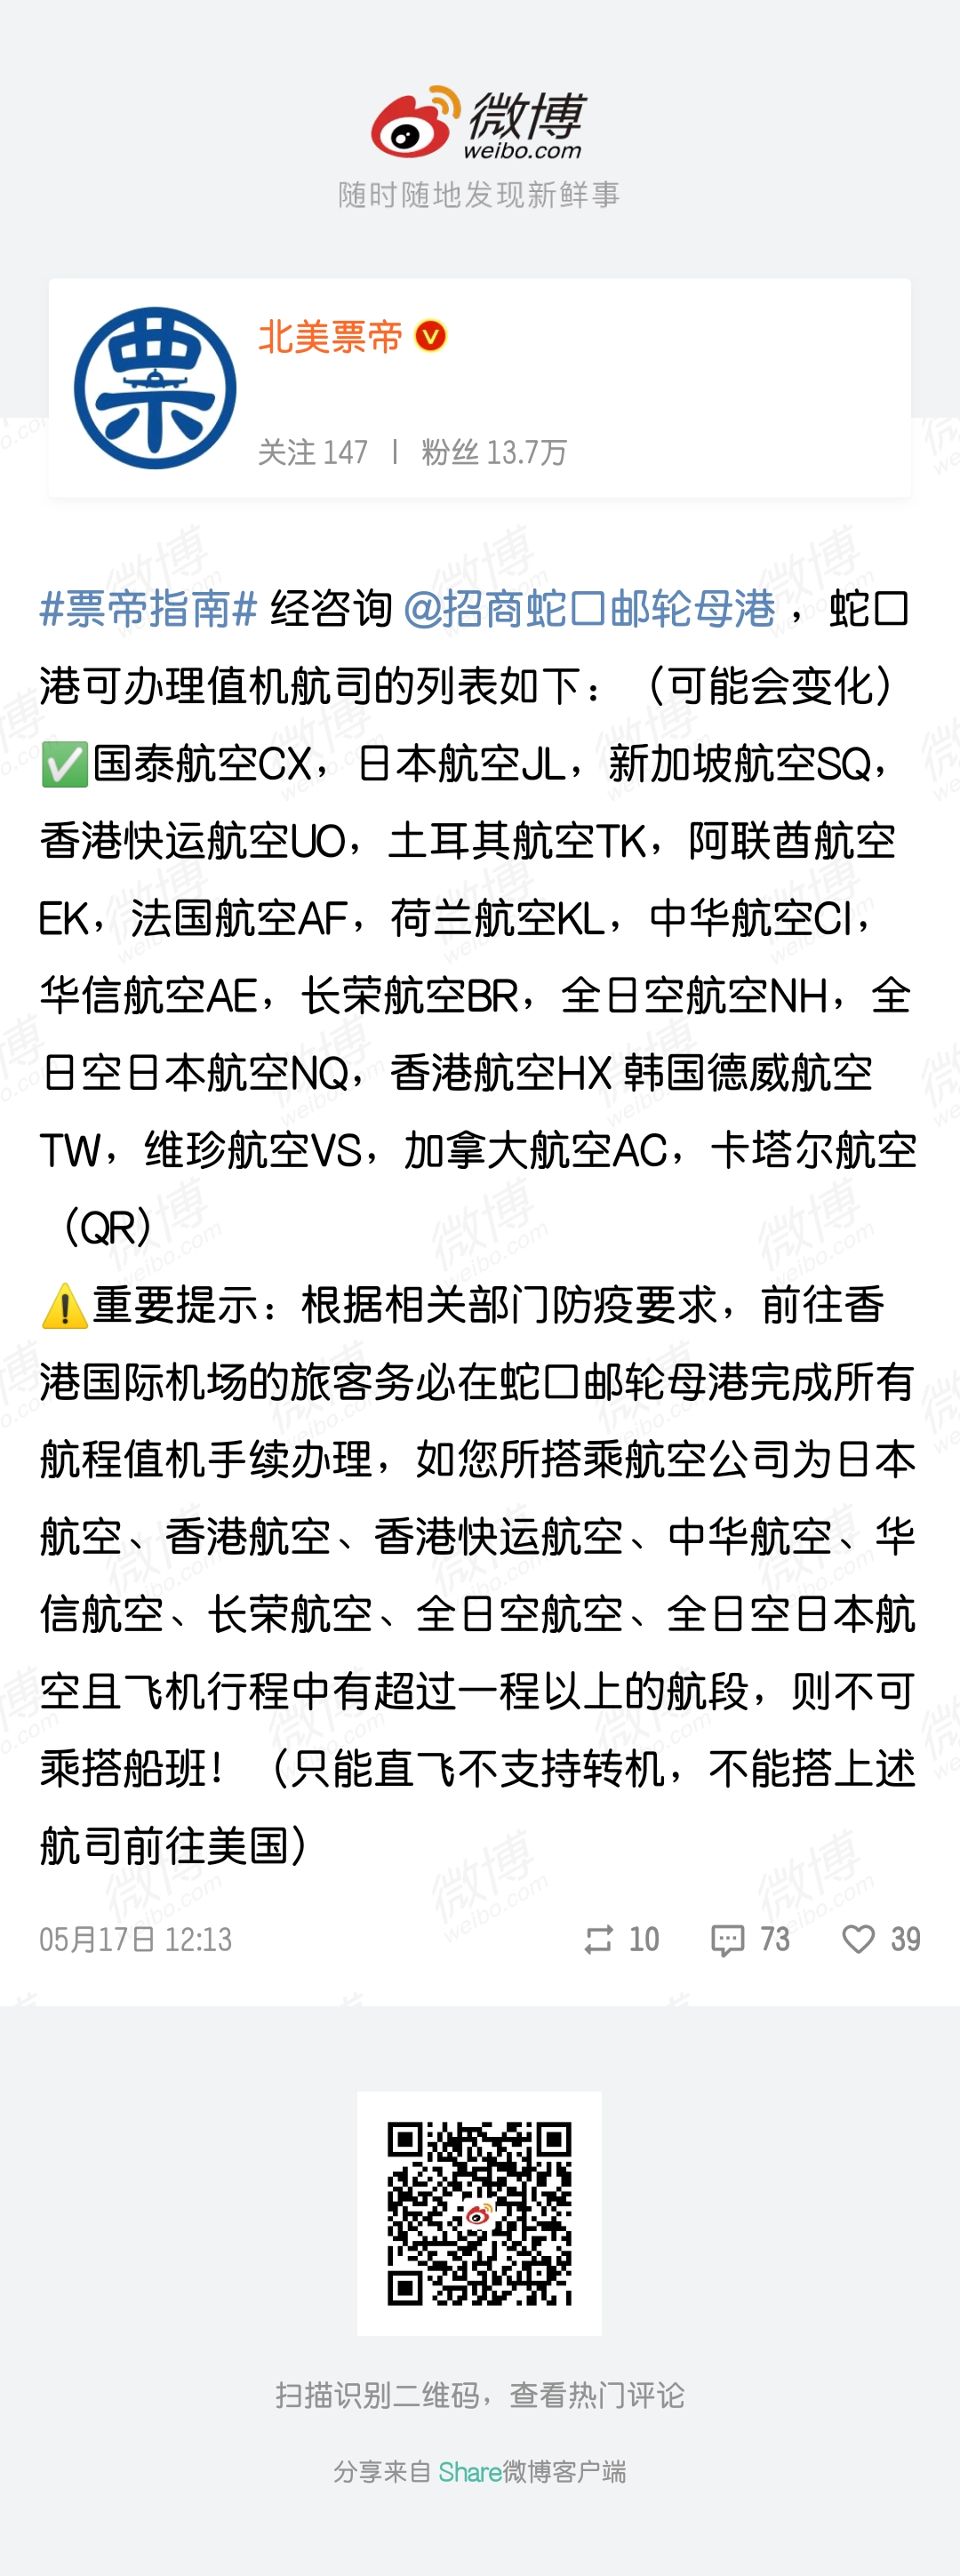 微博
weibo.com
随时随地发现新鲜事
票
北美票帝
关注 147 | 粉丝 13.7万
#票帝指南# 经咨询 @招商蛇口邮轮母港 ，蛇口
港可办理值机航司的列表如下：（可能会变化）
✅国泰航空CX，日本航空JL，新加坡航空SQ，
香港快运航空UO，土耳其航空TK，阿联酋航空
EK，法国航空AF，荷兰航空KL，中华航空CI，
华信航空AE，长荣航空BR，全日空航空NH，全
日空日本航空NQ，香港航空HX 韩国德威航空
TW，维珍航空VS，加拿大航空AC，卡塔尔航空
（QR）
⚠️重要提示：根据相关部门防疫要求，前往香
港国际机场的旅客务必在蛇口邮轮母港完成所有
航程值机手续办理，如您所搭乘航空公司为日本
航空、香港航空、香港快运航空、中华航空、华
信航空、长荣航空、全日空航空、全日空日本航
空且飞机行程中有超过一程以上的航段，则不可
乘搭船班！（只能直飞不支持转机，不能搭上述
航司前往美国）
05月17日 12:13
10
73
39
扫描识别二维码，查看热门评论
分享来自 Share微博客户端